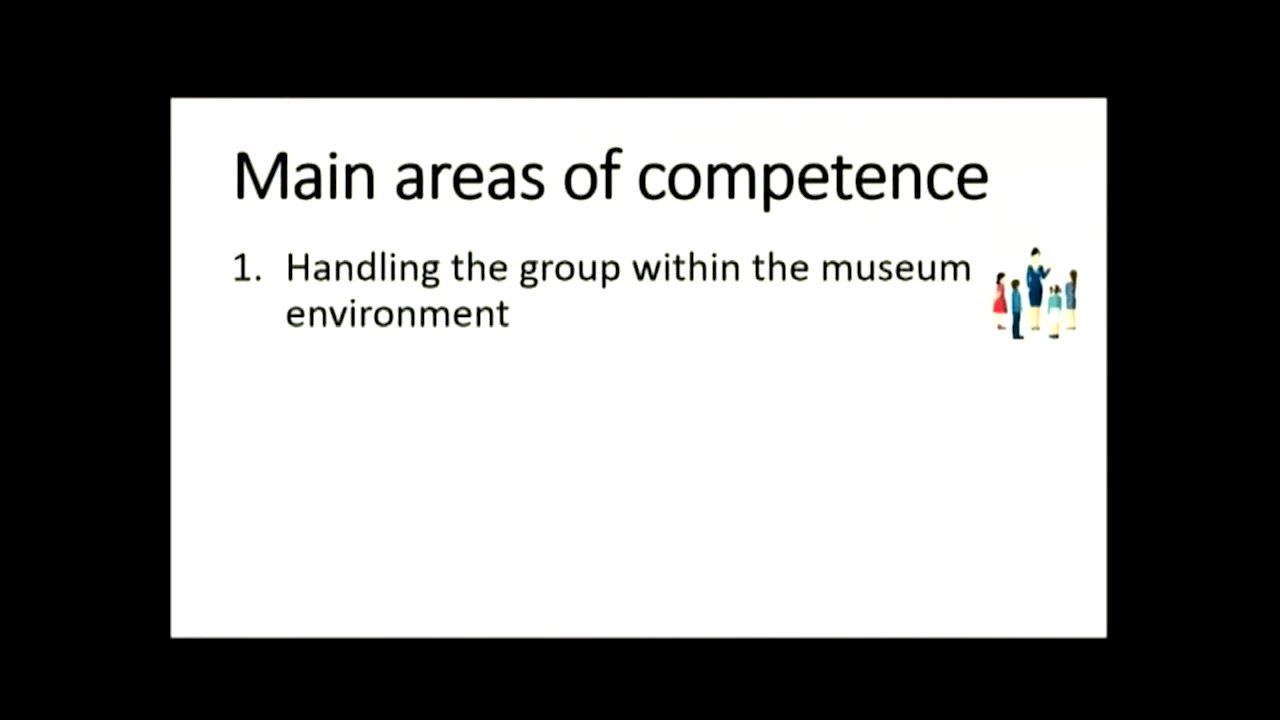 Main areas of competence
1. Handling the group within the museum
environment